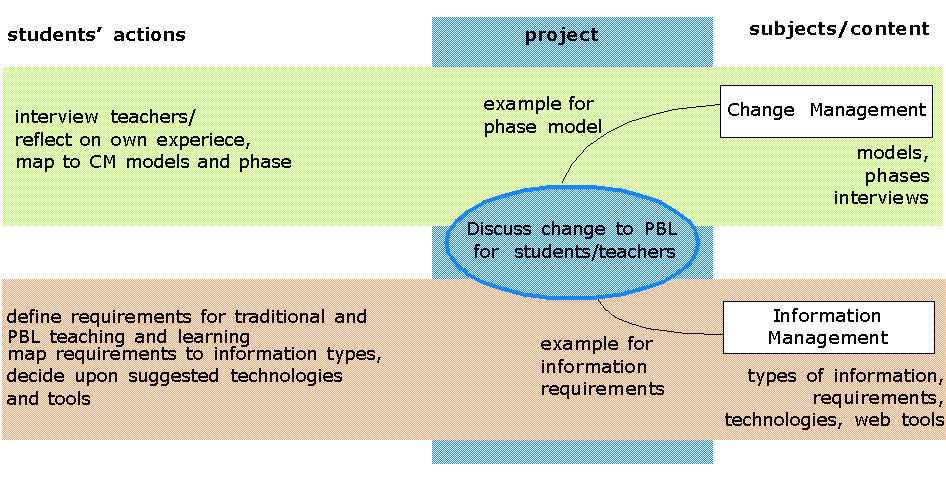 students' actions
project
subjects/content
interview teachers/
reflect on own experiece,
map to CM models and phase
example for
phase model
Change Management
models,
phases
interviews
Discuss change to PBL
for students/teachers
define requirements for traditional and
PBL teaching and learning
map requirements to information types,
decide upon suggested technologies
and tools
example for
information
requirements
Information
Management
types of information,
requirements,
technologies, web tools